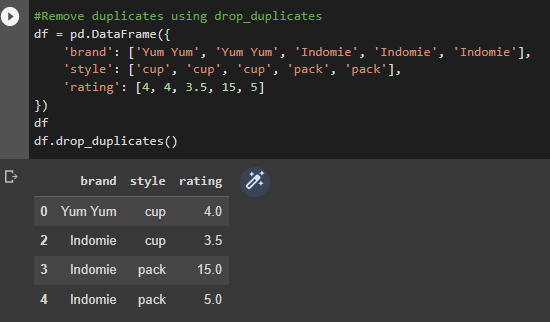 #Remove duplicates using drop_duplicates
df = pd.DataFrame({
    'brand': ['Yum Yum', 'Yum Yum', 'Indomie', 'Indomie', 'Indomie'],
    'style': ['cup', 'cup', 'cup', 'pack', 'pack'],
    'rating': [4, 4, 3.5, 15, 5]
})
df
df.drop_duplicates()
brand style rating
0 Yum Yum cup 4.0
2 Indomie cup 3.5
3 Indomie pack 15.0
4 Indomie pack 5.0